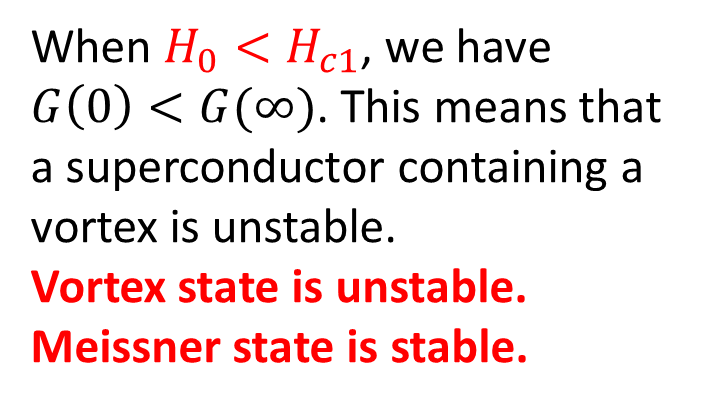 When H₀ < H_c1, we have
G(0) < G(∞). This means that
a superconductor containing a
vortex is unstable.
Vortex state is unstable.
Meissner state is stable.